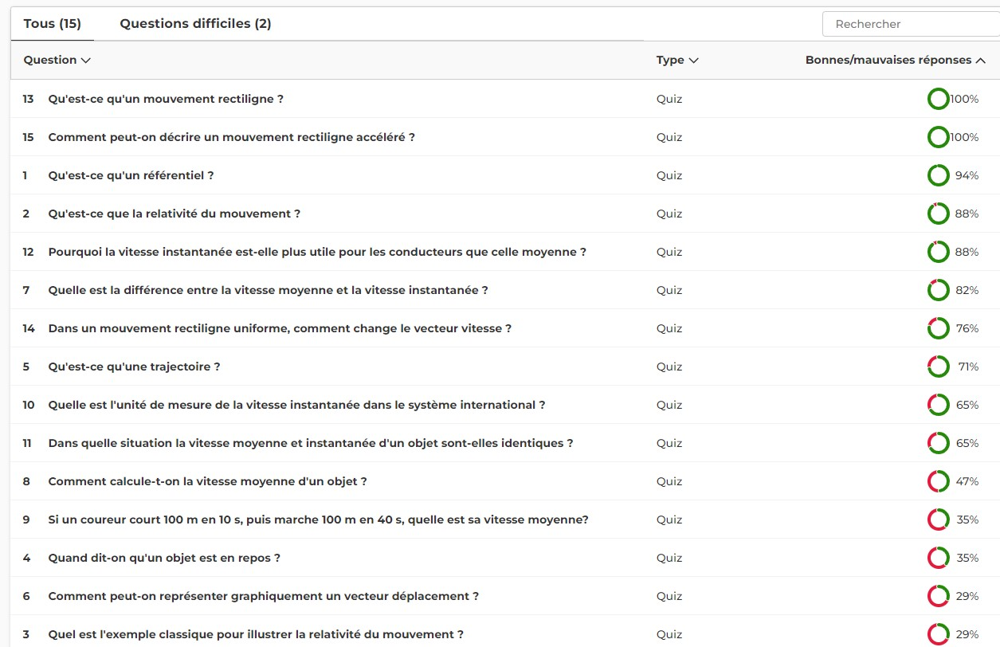 Tous (15) Questions difficiles (2) Rechercher
Question Type Bonnes/mauvaises réponses
13 Qu'est-ce qu'un mouvement rectiligne ? Quiz 100%
15 Comment peut-on décrire un mouvement rectiligne accéléré ? Quiz 100%
1 Qu'est-ce qu'un référentiel ? Quiz 94%
2 Qu'est-ce que la relativité du mouvement ? Quiz 88%
12 Pourquoi la vitesse instantanée est-elle plus utile pour les conducteurs que celle moyenne ? Quiz 88%
7 Quelle est la différence entre la vitesse moyenne et la vitesse instantanée ? Quiz 82%
14 Dans un mouvement rectiligne uniforme, comment change le vecteur vitesse ? Quiz 76%
5 Qu'est-ce qu'une trajectoire ? Quiz 71%
10 Quelle est l'unité de mesure de la vitesse instantanée dans le système international ? Quiz 65%
11 Dans quelle situation la vitesse moyenne et instantanée d'un objet sont-elles identiques ? Quiz 65%
8 Comment calcule-t-on la vitesse moyenne d'un objet ? Quiz 47%
9 Si un coureur court 100 m en 10 s, puis marche 100 m en 40 s, quelle est sa vitesse moyenne? Quiz 35%
4 Quand dit-on qu'un objet est en repos ? Quiz 35%
6 Comment peut-on représenter graphiquement un vecteur déplacement ? Quiz 29%
3 Quel est l'exemple classique pour illustrer la relativité du mouvement ? Quiz 29%